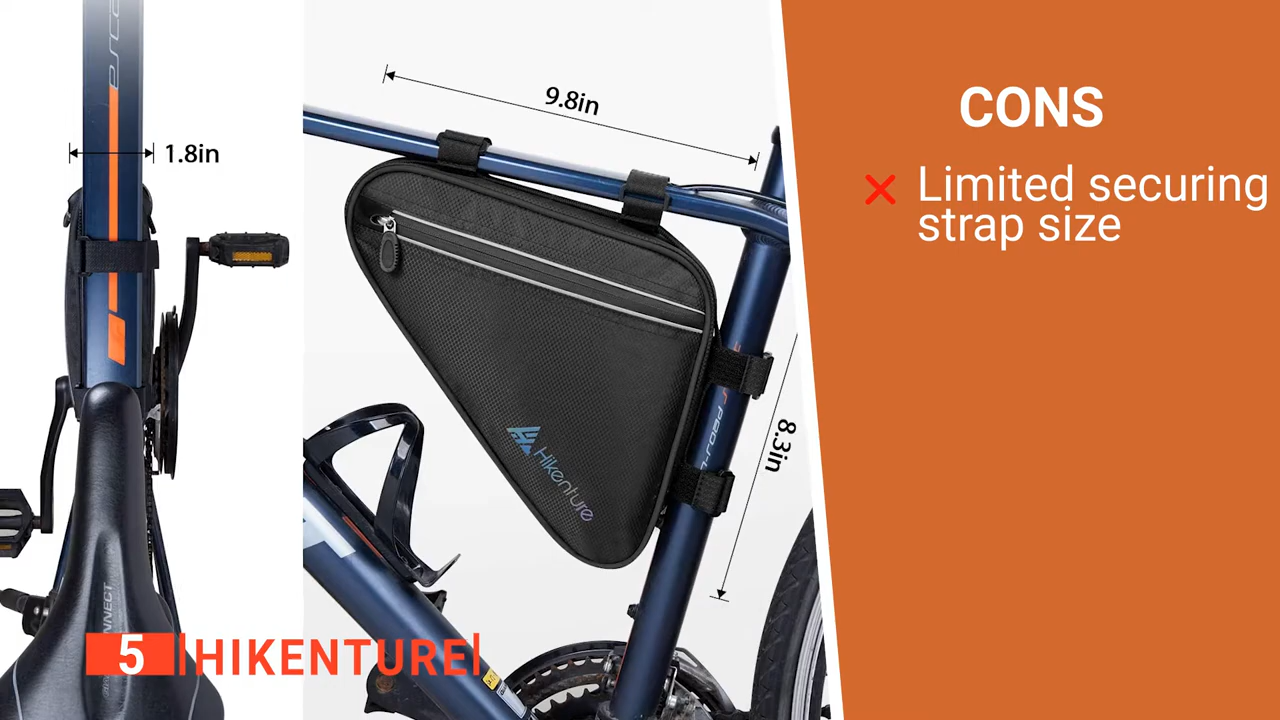 1.8in
9.8in
8.3in
Hikenture
CONS
Limited securing
strap size
5 HIKENTURE